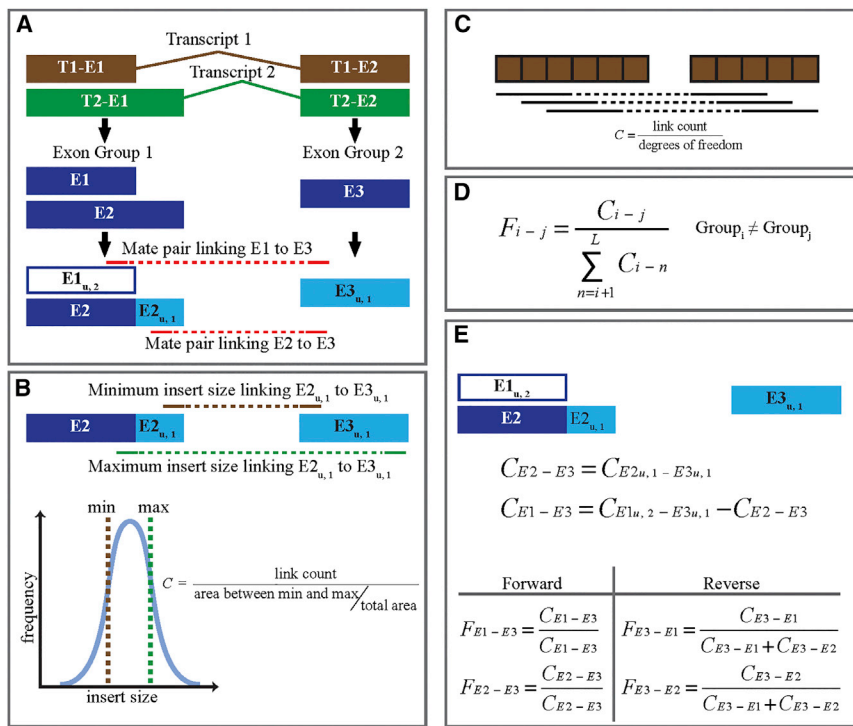 A
Transcript 1
T1-E1
T1-E2
Transcript 2
T2-E1
T2-E2
Exon Group 1
Exon Group 2
E1
E3
E2
Mate pair linking E1 to E3
E1u, 2
E3u, 1
E2
E2u, 1
Mate pair linking E2 to E3
B
Minimum insert size linking E2u, 1 to E3u, 1
E2
E2u, 1
E3u, 1
Maximum insert size linking E2u, 1 to E3u, 1
min
max
frequency
C = link count
area between min and max/total area
insert size
C
C = link count
degrees of freedom
D
Fi – j = Ci – j
L
∑ Ci – n
n=i+1
Groupi ≠ Groupj
E
E1u, 2
E3u, 1
E2
E2u, 1
CE2 – E3 = CE2u, 1 – E3u, 1
CE1 – E3 = CE1u, 2 – E3u, 1 – CE2 – E3
Forward
Reverse
FE1 – E3 = CE1 – E3
CE1 – E3
FE3 – E1 = CE3 – E1
CE3 – E1 + CE3 – E2
FE2 – E3 = CE2 – E3
CE2 – E3
FE3 – E2 = CE3 – E2
CE3 – E1 + CE3 – E2